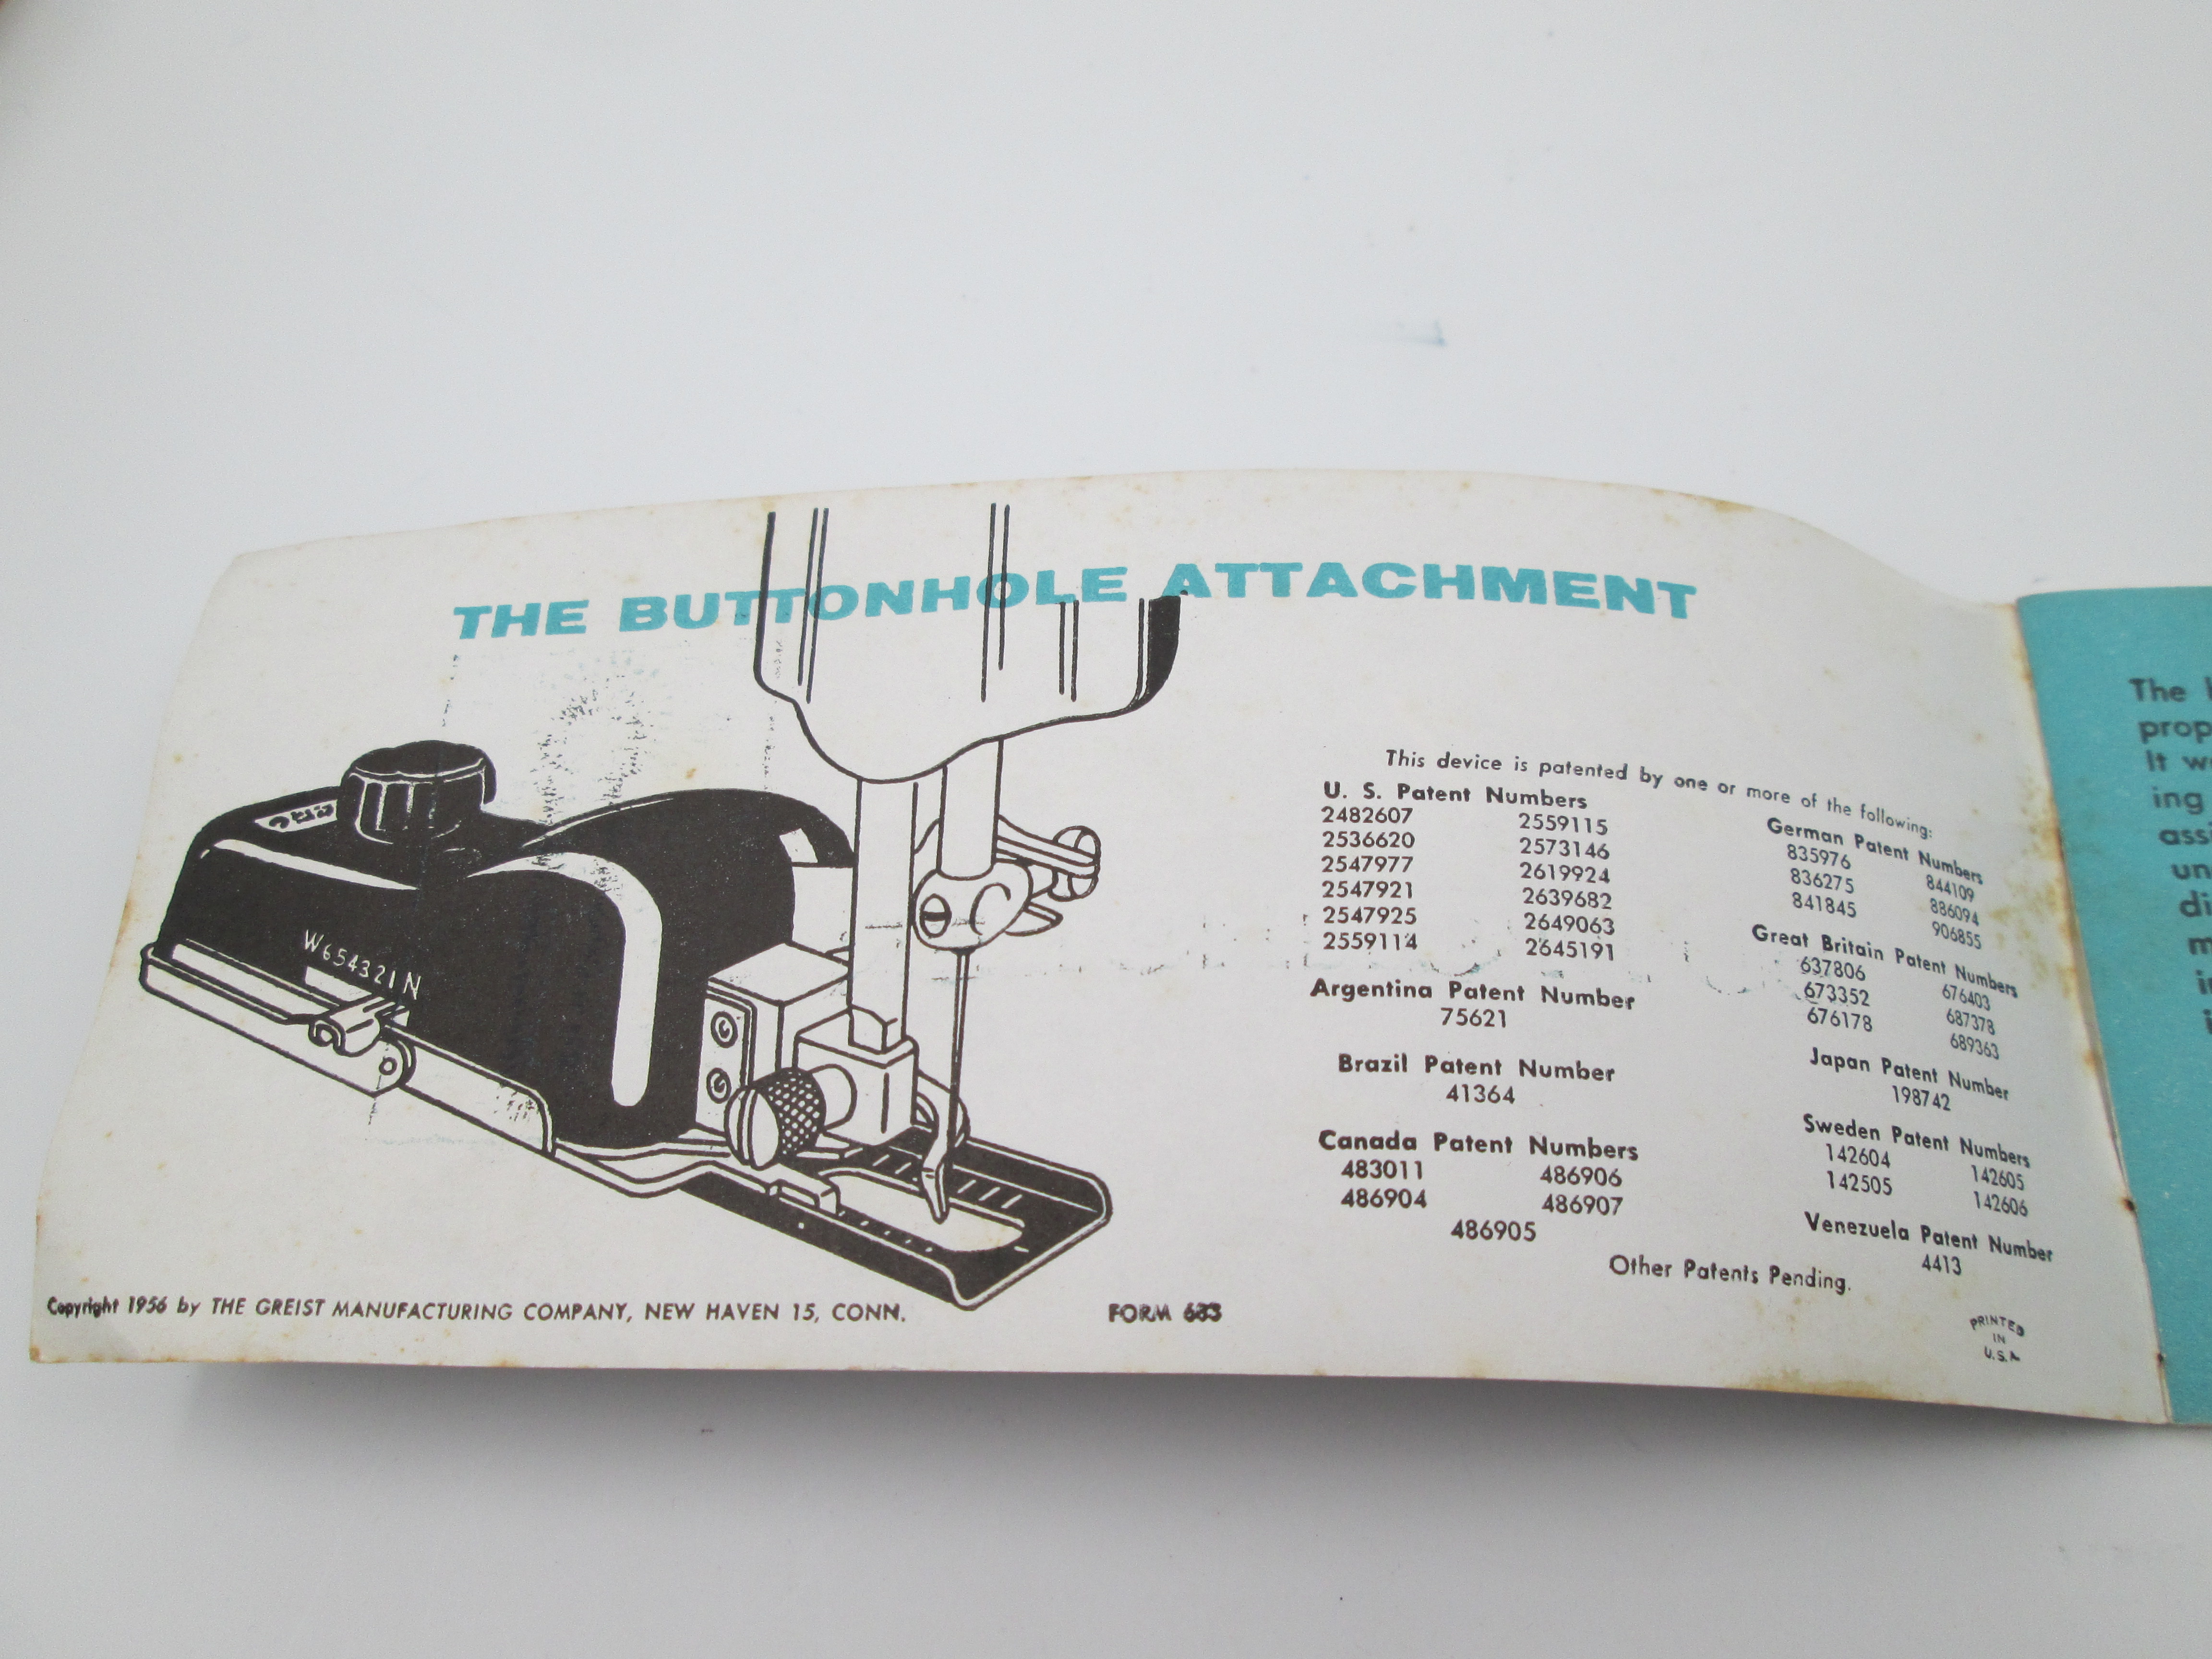 THE BUTTONHOLE ATTACHMENT
W654321N
This device is patented by one or more of the following:
U. S. Patent Numbers
2482607 2559115
2536620 2573146
2547977 2619924
2547921 2639682
2547925 2649063
2559114 2645191
Argentina Patent Number
75621
Brazil Patent Number
41364
Canada Patent Numbers
483011 486906
486904 486907
486905
German Patent Numbers
835976 844109
836275 886094
841845 906855
Great Britain Patent Numbers
637806 676403
673352 687378
676178 689363
Japan Patent Number
198742
Sweden Patent Numbers
142604 142605
142505 142606
Venezuela Patent Number
4413
Other Patents Pending.
Copyright 1956 by THE GREIST MANUFACTURING COMPANY, NEW HAVEN 15, CONN.
FORM 633
PRINTED
IN
U.S.A
The
prop
It w
ing
ass
un
di
m